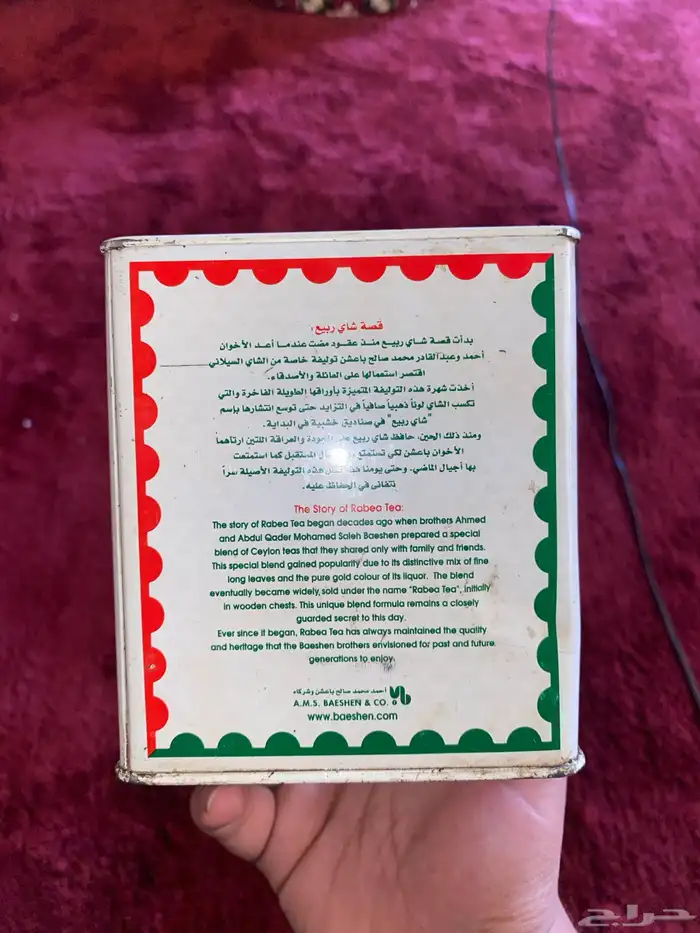 قصة شاي ربيع:
بدأت قصة شاي ربيع منذ عقود مضت عندما أعد الأخوان
أحمد وعبدالقادر محمد صالح باعشن توليفة خاصة من الشاي السيلاني
اقتصر استعمالها على العائلة والأصدقاء.
أخذت شهرة هذه التوليفة المتميزة بأوراقها الطويلة الفاخرة والتي
تكسب الشاي لوناً ذهبياً صافياً في التزايد حتى توسع انتشارها بإسم
"شاي ربيع" في صناديق خشبية في البداية.
ومنذ ذلك الحين، حافظ شاي ربيع على الجودة والعراقة اللتين ارتآهما
الأخوان باعشن لكي تستمتع المستقبل كما استمتعت
بها أجيال الماضي. وحتى يومنا هذه التوليفة الأصيلة سراً
نتفانى في الحفاظ عليه.
The Story of Rabea Tea:
The story of Rabea Tea began decades ago when brothers Ahmed
and Abdul Qader Mohamed Saleh Baeshen prepared a special
blend of Ceylon teas that they shared only with family and friends.
This special blend gained popularity due to its distinctive mix of fine
long leaves and the pure gold colour of its liquor. The blend
eventually became widely sold under the name "Rabea Tea", initially
in wooden chests. This unique blend formula remains a closely
guarded secret to this day.
Ever since it began, Rabea Tea has always maintained the quality
and heritage that the Baeshen brothers envisioned for past and future
generations to enjoy.
أحمد محمد صالح باعشن وشركاه
A.M.S. BAESHEN & CO.
www.baeshen.com
حراج